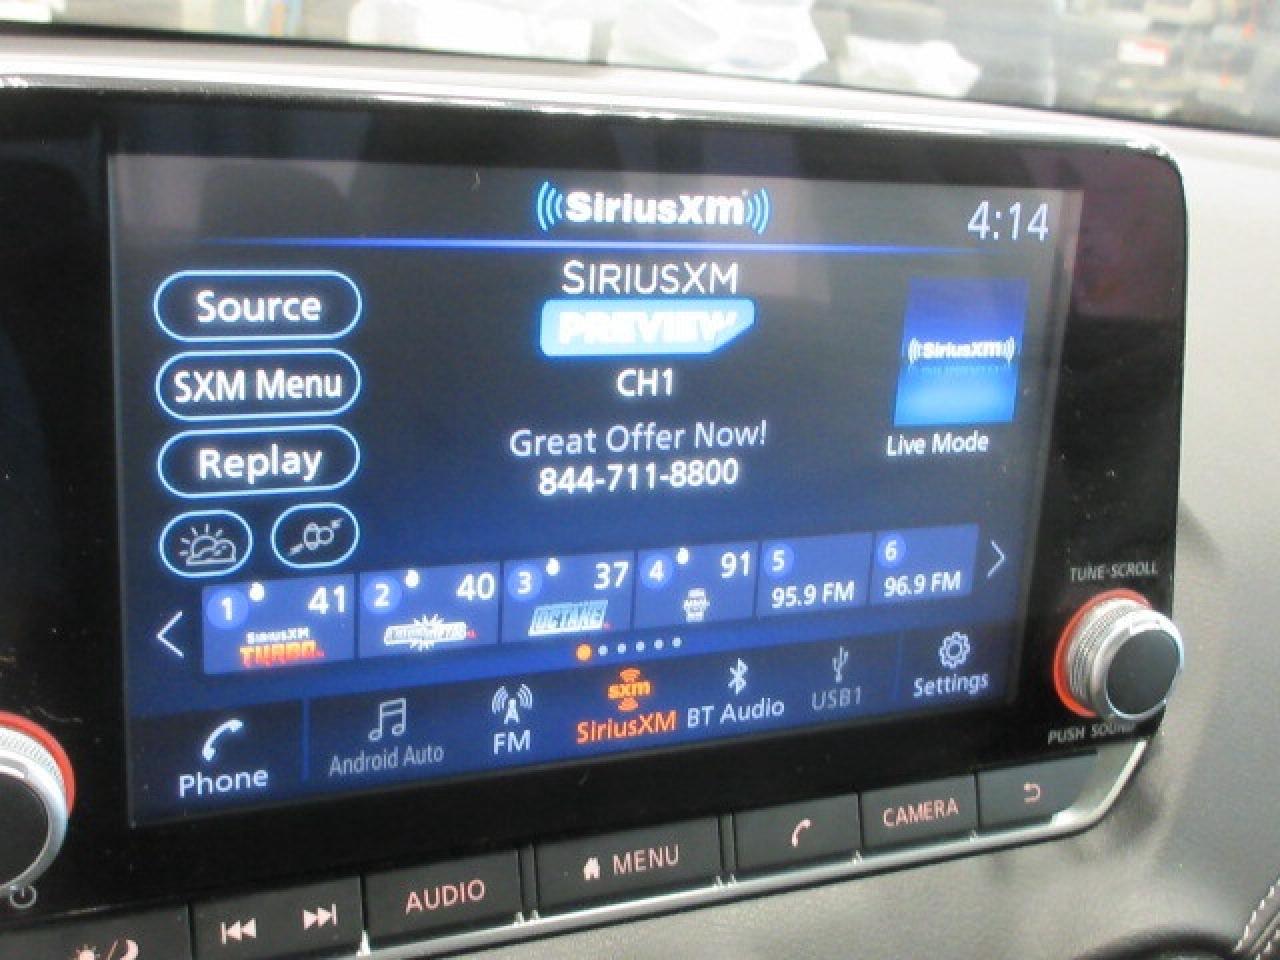 SiriusXM
4:14
Source
SXM Menu
Replay
SIRIUSXM
PREVIEW
CH1
Great Offer Now!
844-711-8800
SiriusXM
Live Mode
1 41
SIRIUSXM
TURBO
2 40
3 37
OCTANE
4 91
5
95.9 FM
6
96.9 FM
Phone
Android Auto
FM
sxm
SiriusXM
BT Audio
USB1
Settings
TUNE·SCROLL
PUSH SOUND
AUDIO
MENU
CAMERA